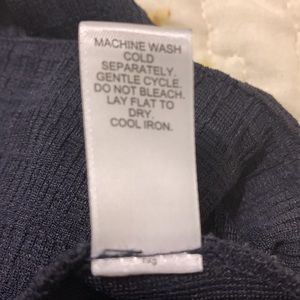 MACHINE WASH
COLD
SEPARATELY.
GENTLE CYCLE.
DO NOT BLEACH.
LAY FLAT TO
DRY.
COOL IRON.